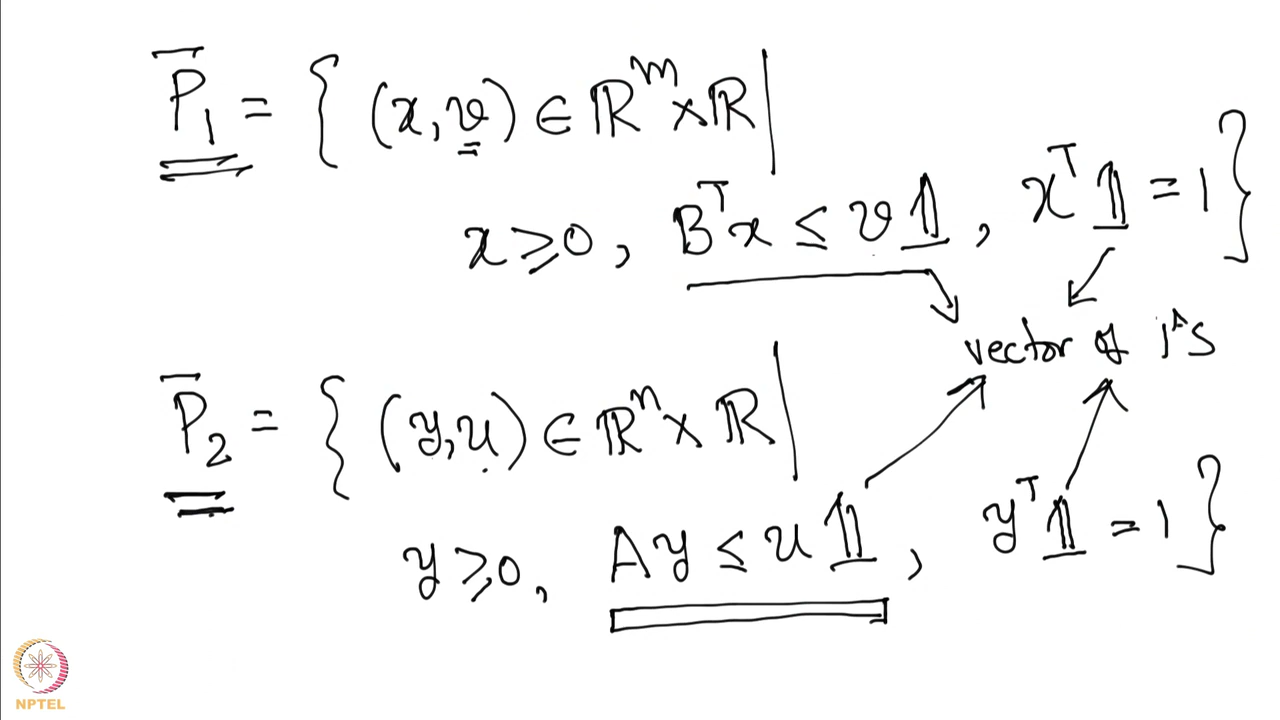 P̅₁ = { (x, v) ∈ ℝᵐ × ℝ |
x ≥ 0, Bᵀx ≤ v𝟙, xᵀ𝟙 = 1 }
vector of 1's
P̅₂ = { (y, u) ∈ ℝⁿ × ℝ |
y ≥ 0, Ay ≤ u𝟙, yᵀ𝟙 = 1 }
NPTEL